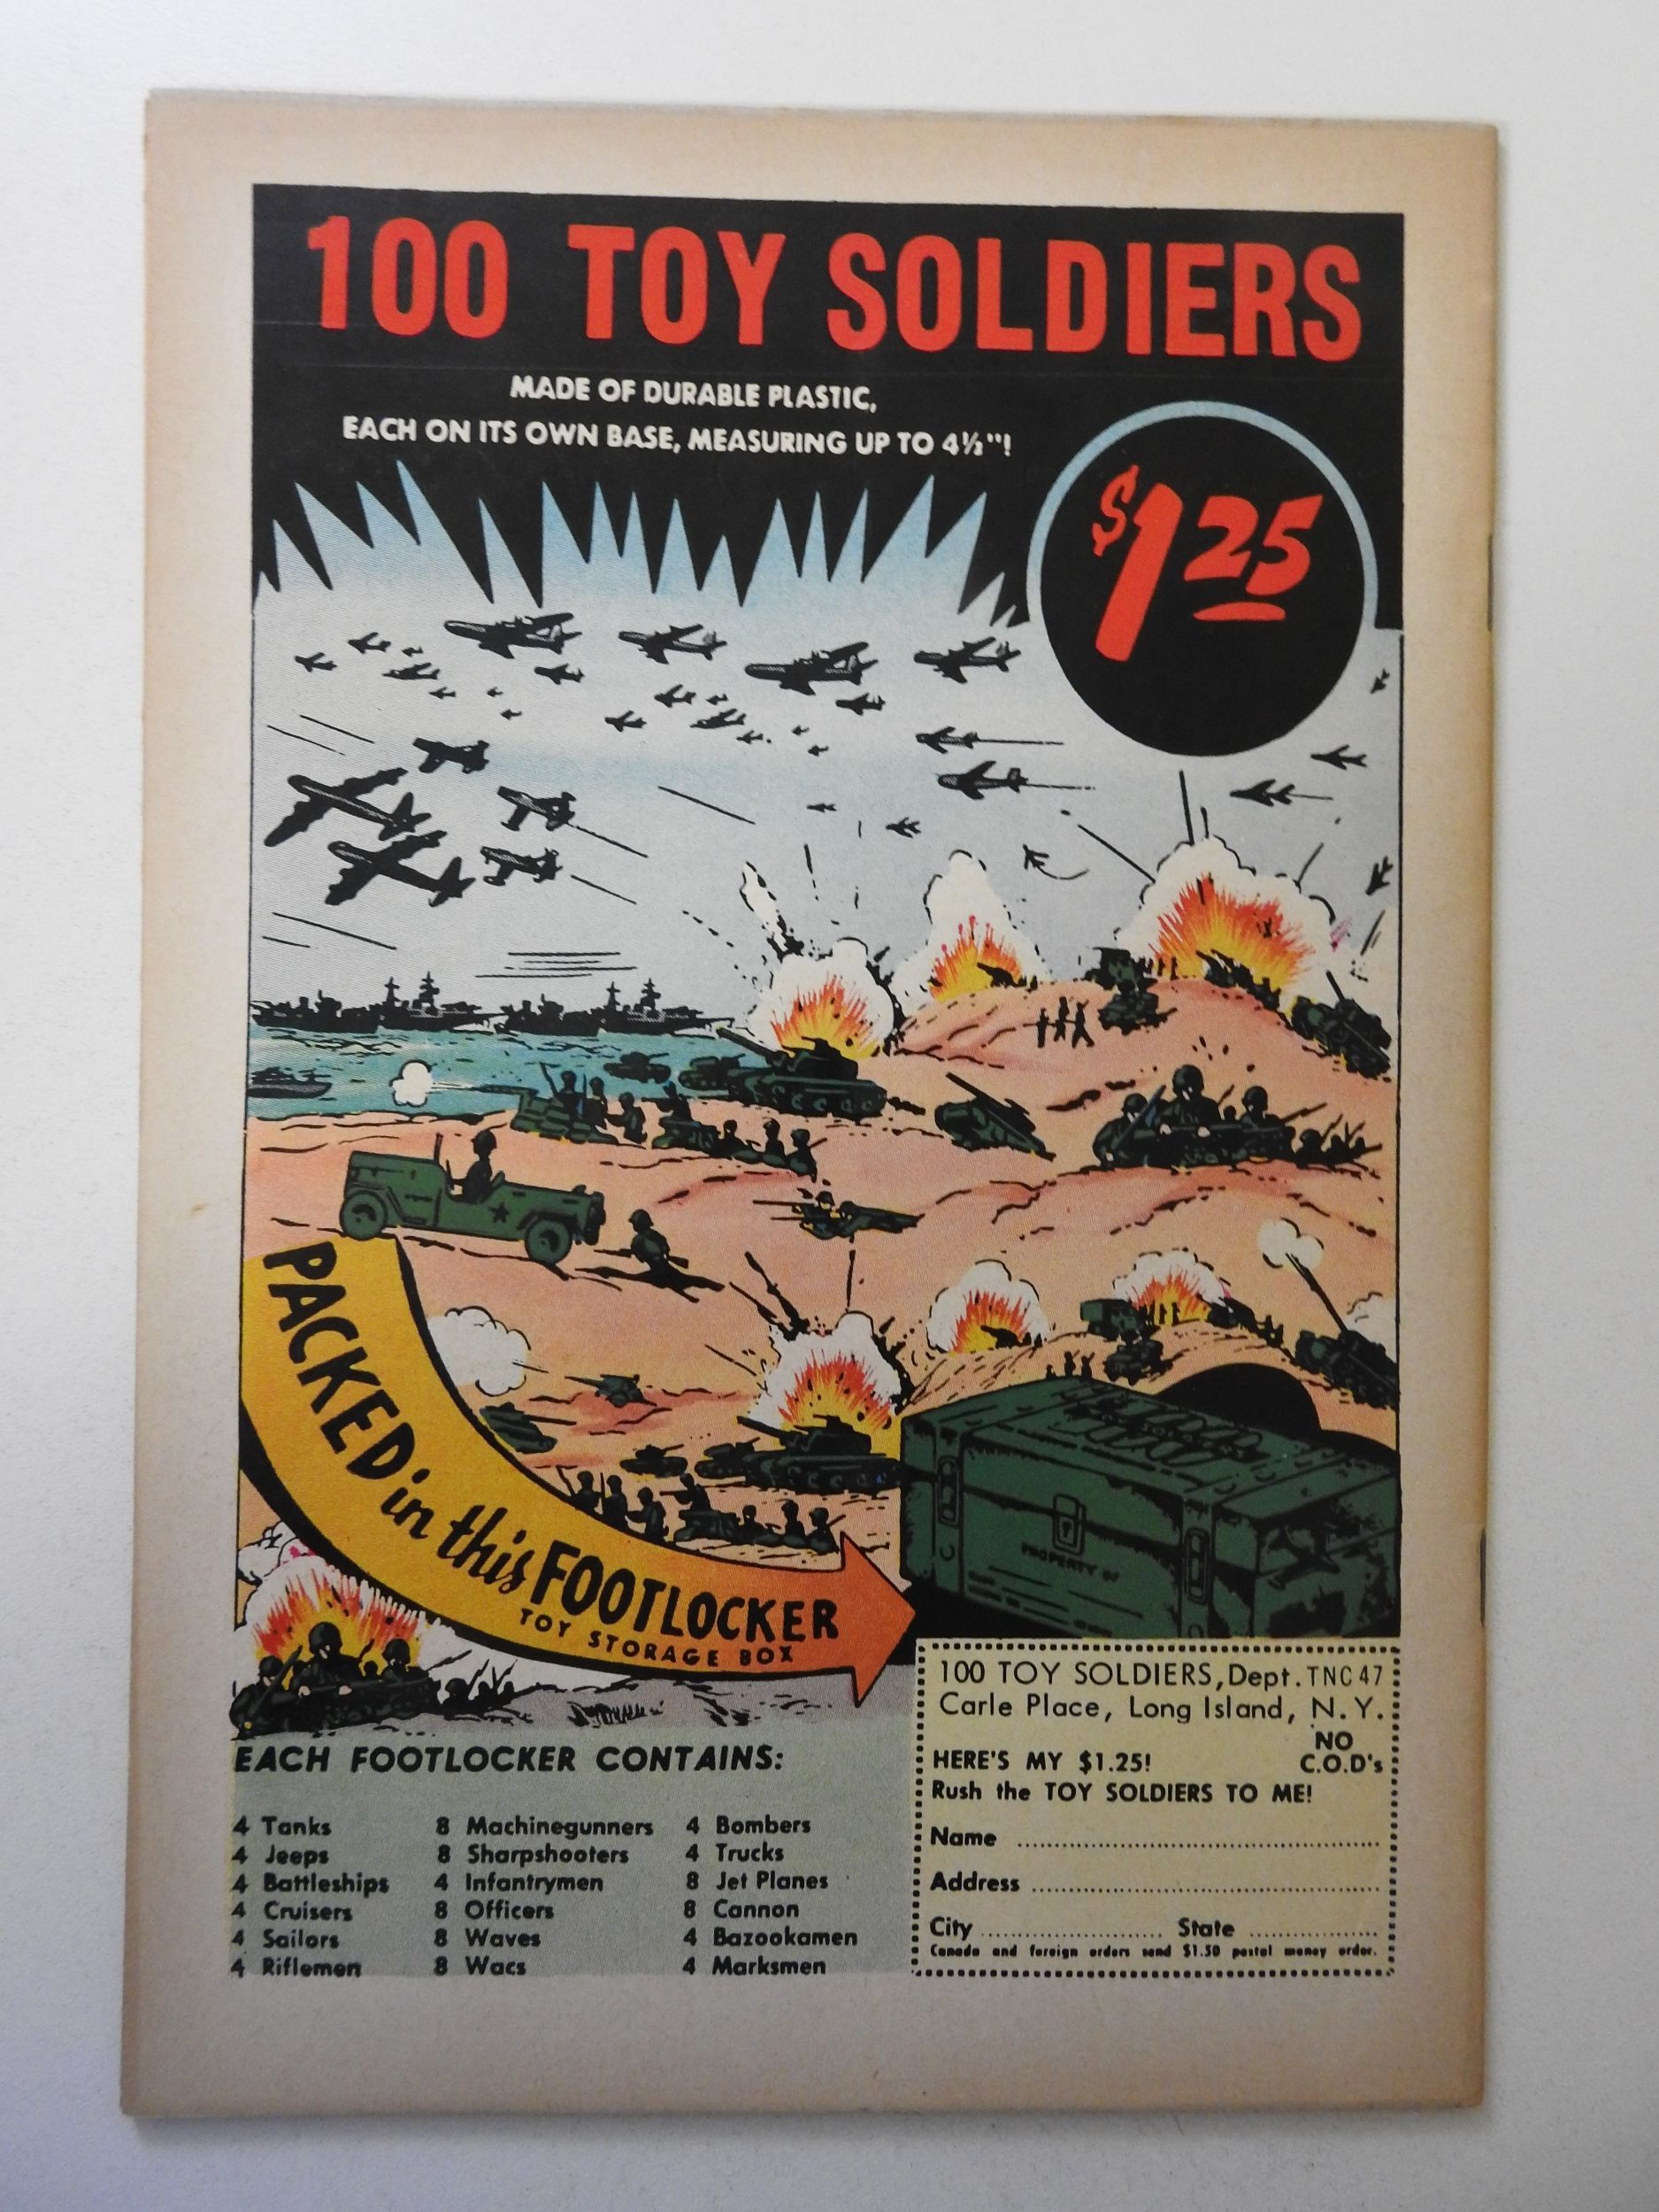 100 TOY SOLDIERS
MADE OF DURABLE PLASTIC,
EACH ON ITS OWN BASE, MEASURING UP TO 4½"!
$1.25
PACKED in this FOOTLOCKER
TOY STORAGE BOX
PROPERTY OF
EACH FOOTLOCKER CONTAINS:
4 Tanks
4 Jeeps
4 Battleships
4 Cruisers
4 Sailors
4 Riflemen
8 Machinegunners
8 Sharpshooters
4 Infantrymen
8 Officers
8 Waves
8 Wacs
4 Bombers
4 Trucks
8 Jet Planes
8 Cannon
4 Bazookamen
4 Marksmen
100 TOY SOLDIERS, Dept. TNC 47
Carle Place, Long Island, N.Y.
NO
HERE'S MY $1.25! C.O.D's
Rush the TOY SOLDIERS TO ME!
Name
Address
City State
Canada and foreign orders send $1.50 postal money order.